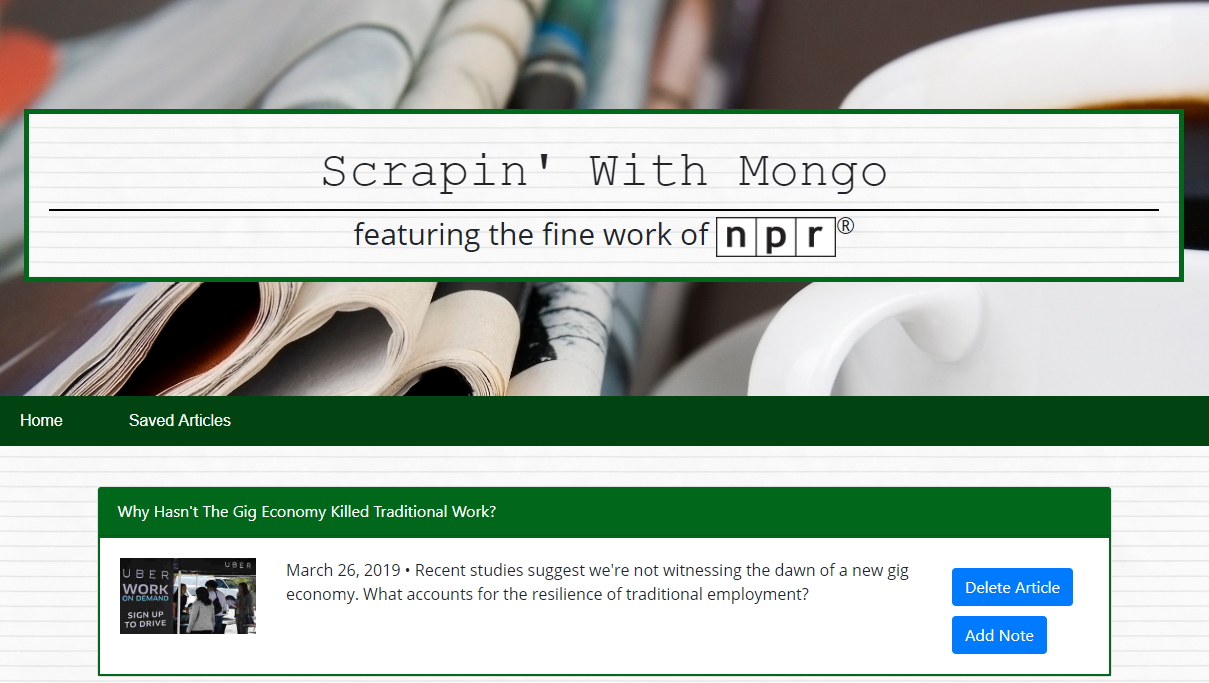 Scrapin' With Mongo
featuring the fine work of npr®
Home Saved Articles
Why Hasn't The Gig Economy Killed Traditional Work?
March 26, 2019 • Recent studies suggest we're not witnessing the dawn of a new gig
economy. What accounts for the resilience of traditional employment?
UBER UBER
WORK
ON DEMAND
SIGN UP
TO DRIVE
Delete Article
Add Note